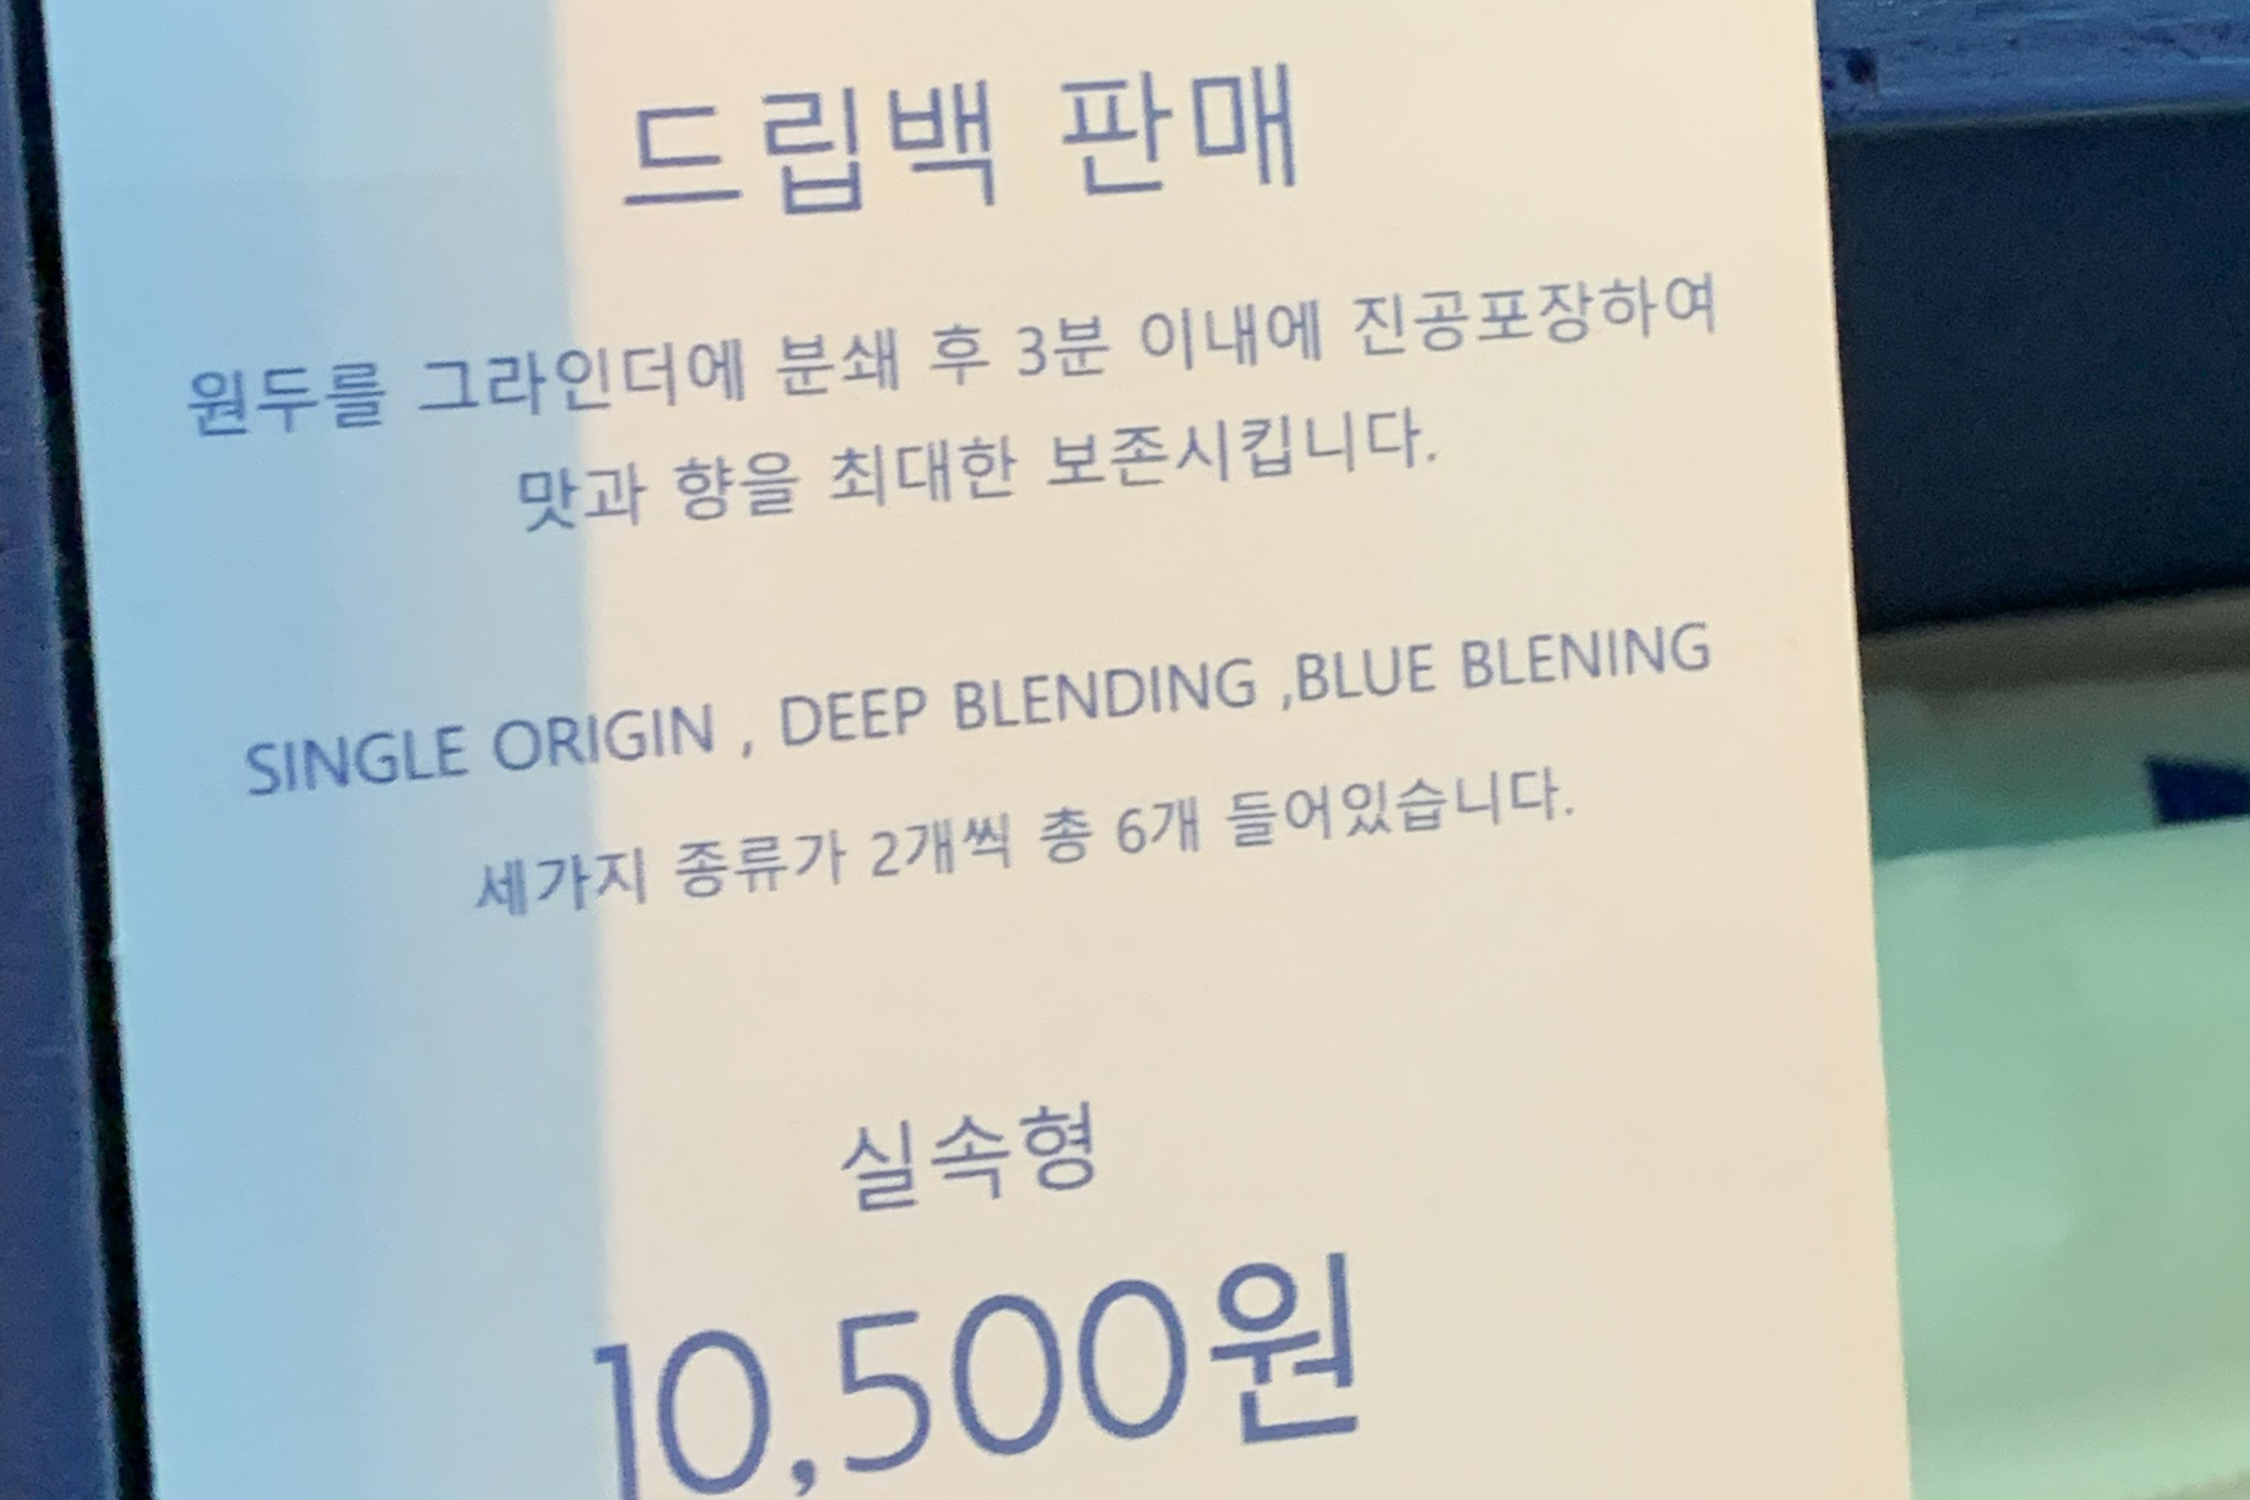 드립백 판매
원두를 그라인더에 분쇄 후 3분 이내에 진공포장하여
맛과 향을 최대한 보존시킵니다.
SINGLE ORIGIN , DEEP BLENDING ,BLUE BLENING
세가지 종류가 2개씩 총 6개 들어있습니다.
실속형
10,500원